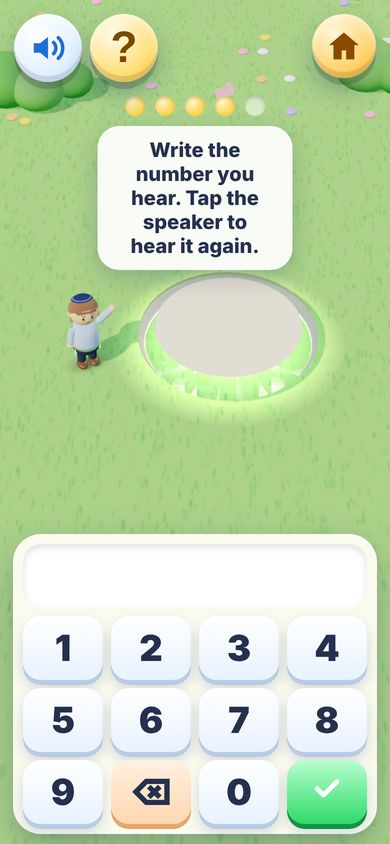 ?
Write the
number you
hear. Tap the
speaker to
hear it again.
1 2 3 4
5 6 7 8
9 0